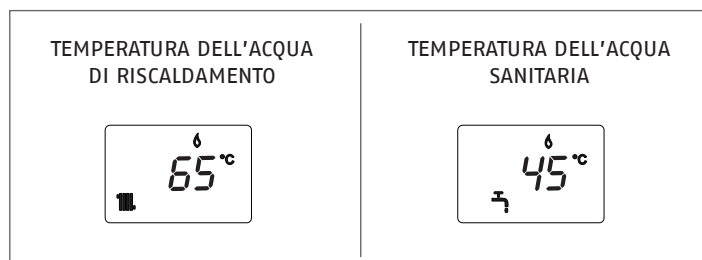 TEMPERATURA DELL'ACQUA
DI RISCALDAMENTO
65 °C
TEMPERATURA DELL'ACQUA
SANITARIA
45 °C